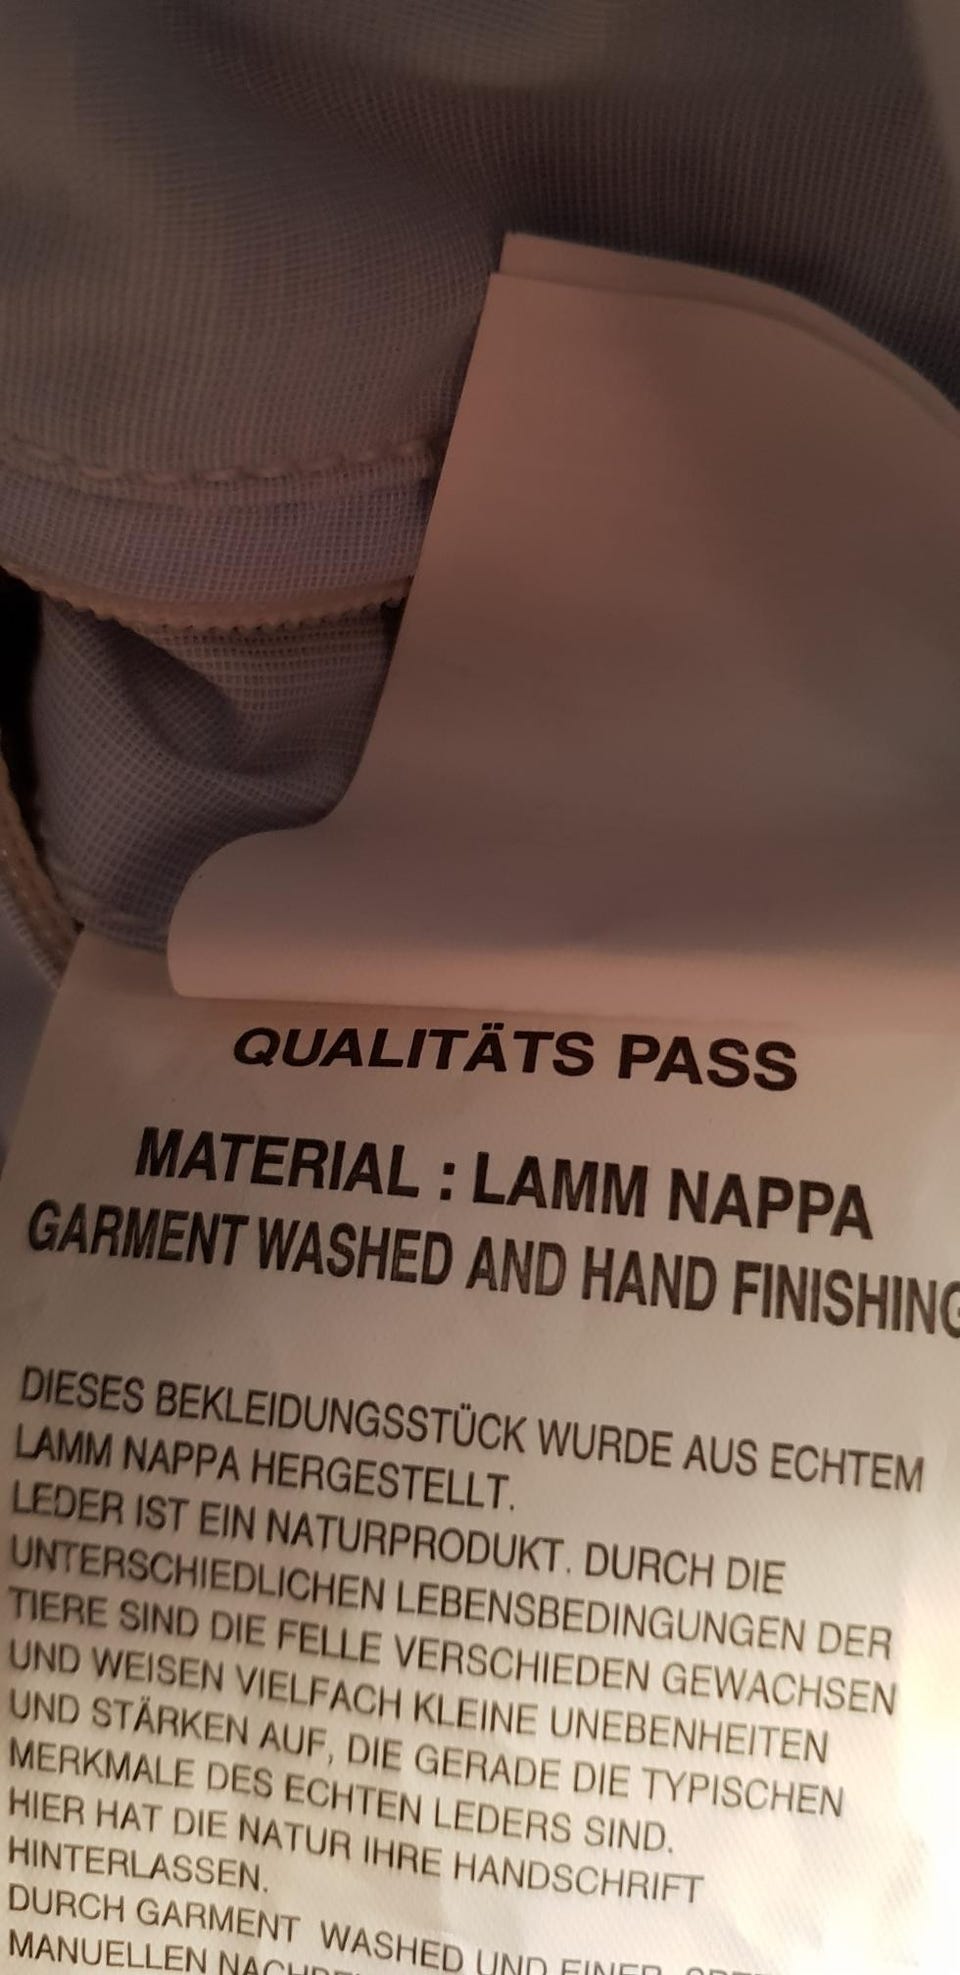 QUALITÄTS PASS
MATERIAL : LAMM NAPPA
GARMENT WASHED AND HAND FINISHING
DIESES BEKLEIDUNGSSTÜCK WURDE AUS ECHTEM
LAMM NAPPA HERGESTELLT.
LEDER IST EIN NATURPRODUKT. DURCH DIE
UNTERSCHIEDLICHEN LEBENSBEDINGUNGEN DER
TIERE SIND DIE FELLE VERSCHIEDEN GEWACHSEN
UND WEISEN VIELFACH KLEINE UNEBENHEITEN
UND STÄRKEN AUF, DIE GERADE DIE TYPISCHEN
MERKMALE DES ECHTEN LEDERS SIND.
HIER HAT DIE NATUR IHRE HANDSCHRIFT
HINTERLASSEN.
DURCH GARMENT WASHED UND EINER
MANUELLEN